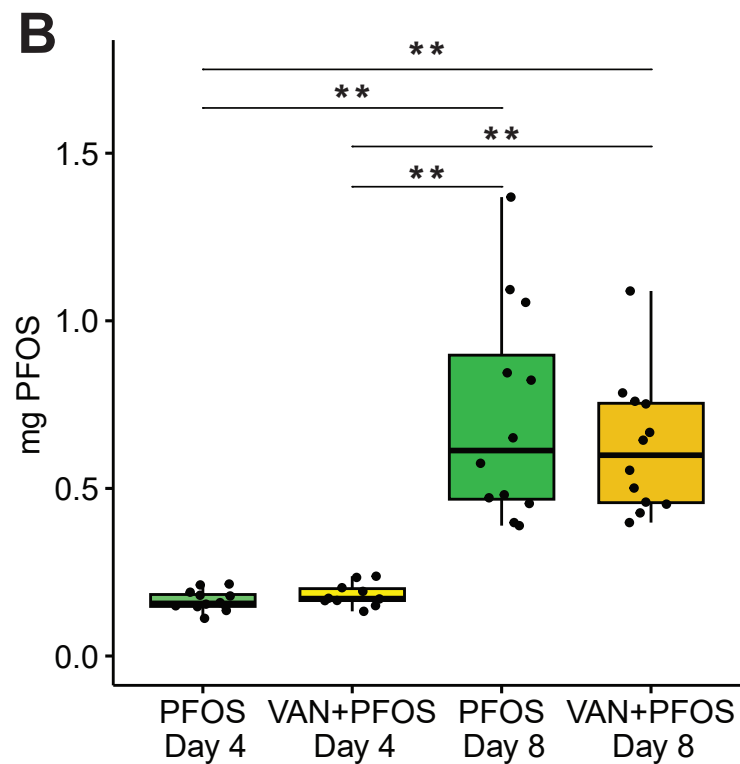 B
**
**
**
**
1.5
1.0
0.5
0.0
mg PFOS
PFOS VAN+PFOS PFOS VAN+PFOS
Day 4 Day 4 Day 8 Day 8